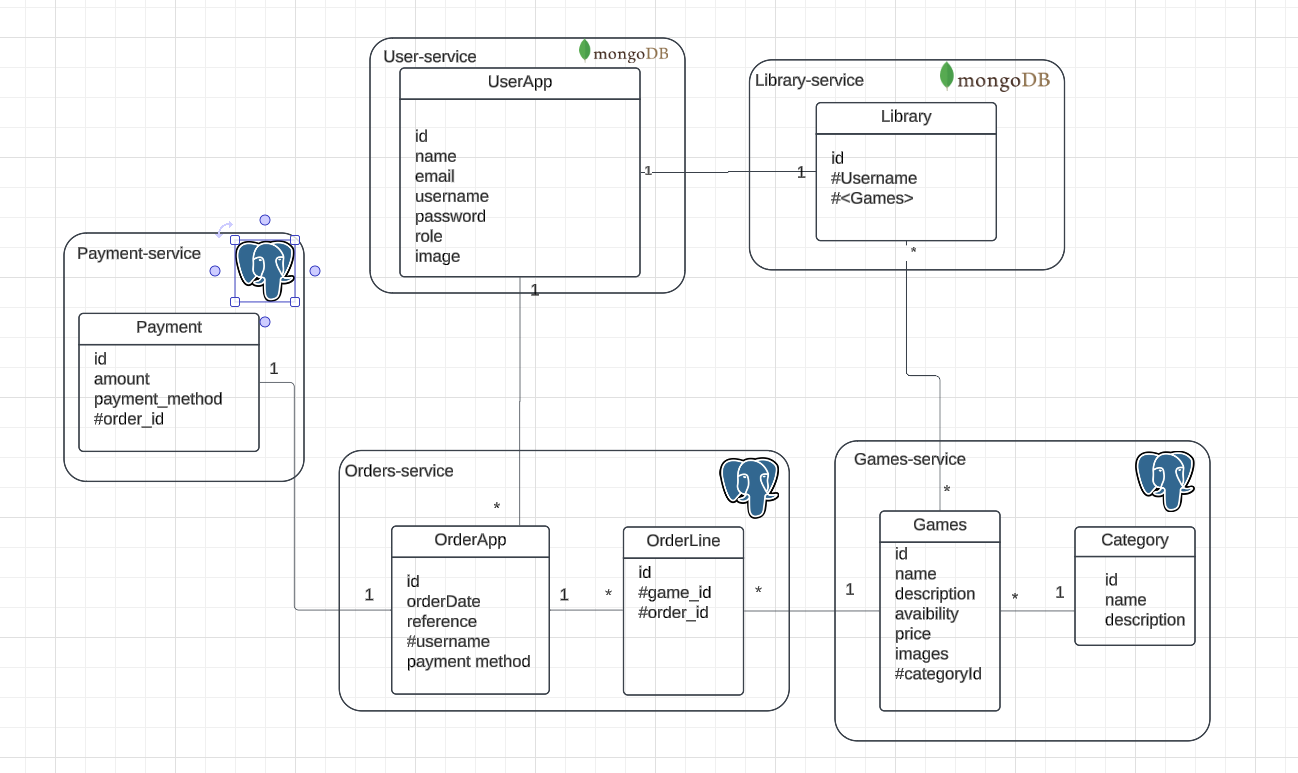 User-service
mongoDB
UserApp
id
name
email
username
password
role
image
1
1
Library-service
mongoDB
Library
id
#Username
#<Games>
*
1
Payment-service
Payment
id
amount
payment_method
#order_id
1
Orders-service
*
OrderApp
id
orderDate
reference
#username
payment method
1
1
*
OrderLine
id
#game_id
#order_id
*
Games-service
*
Games
id
name
description
avaibility
price
images
#categoryId
1
*
1
Category
id
name
description